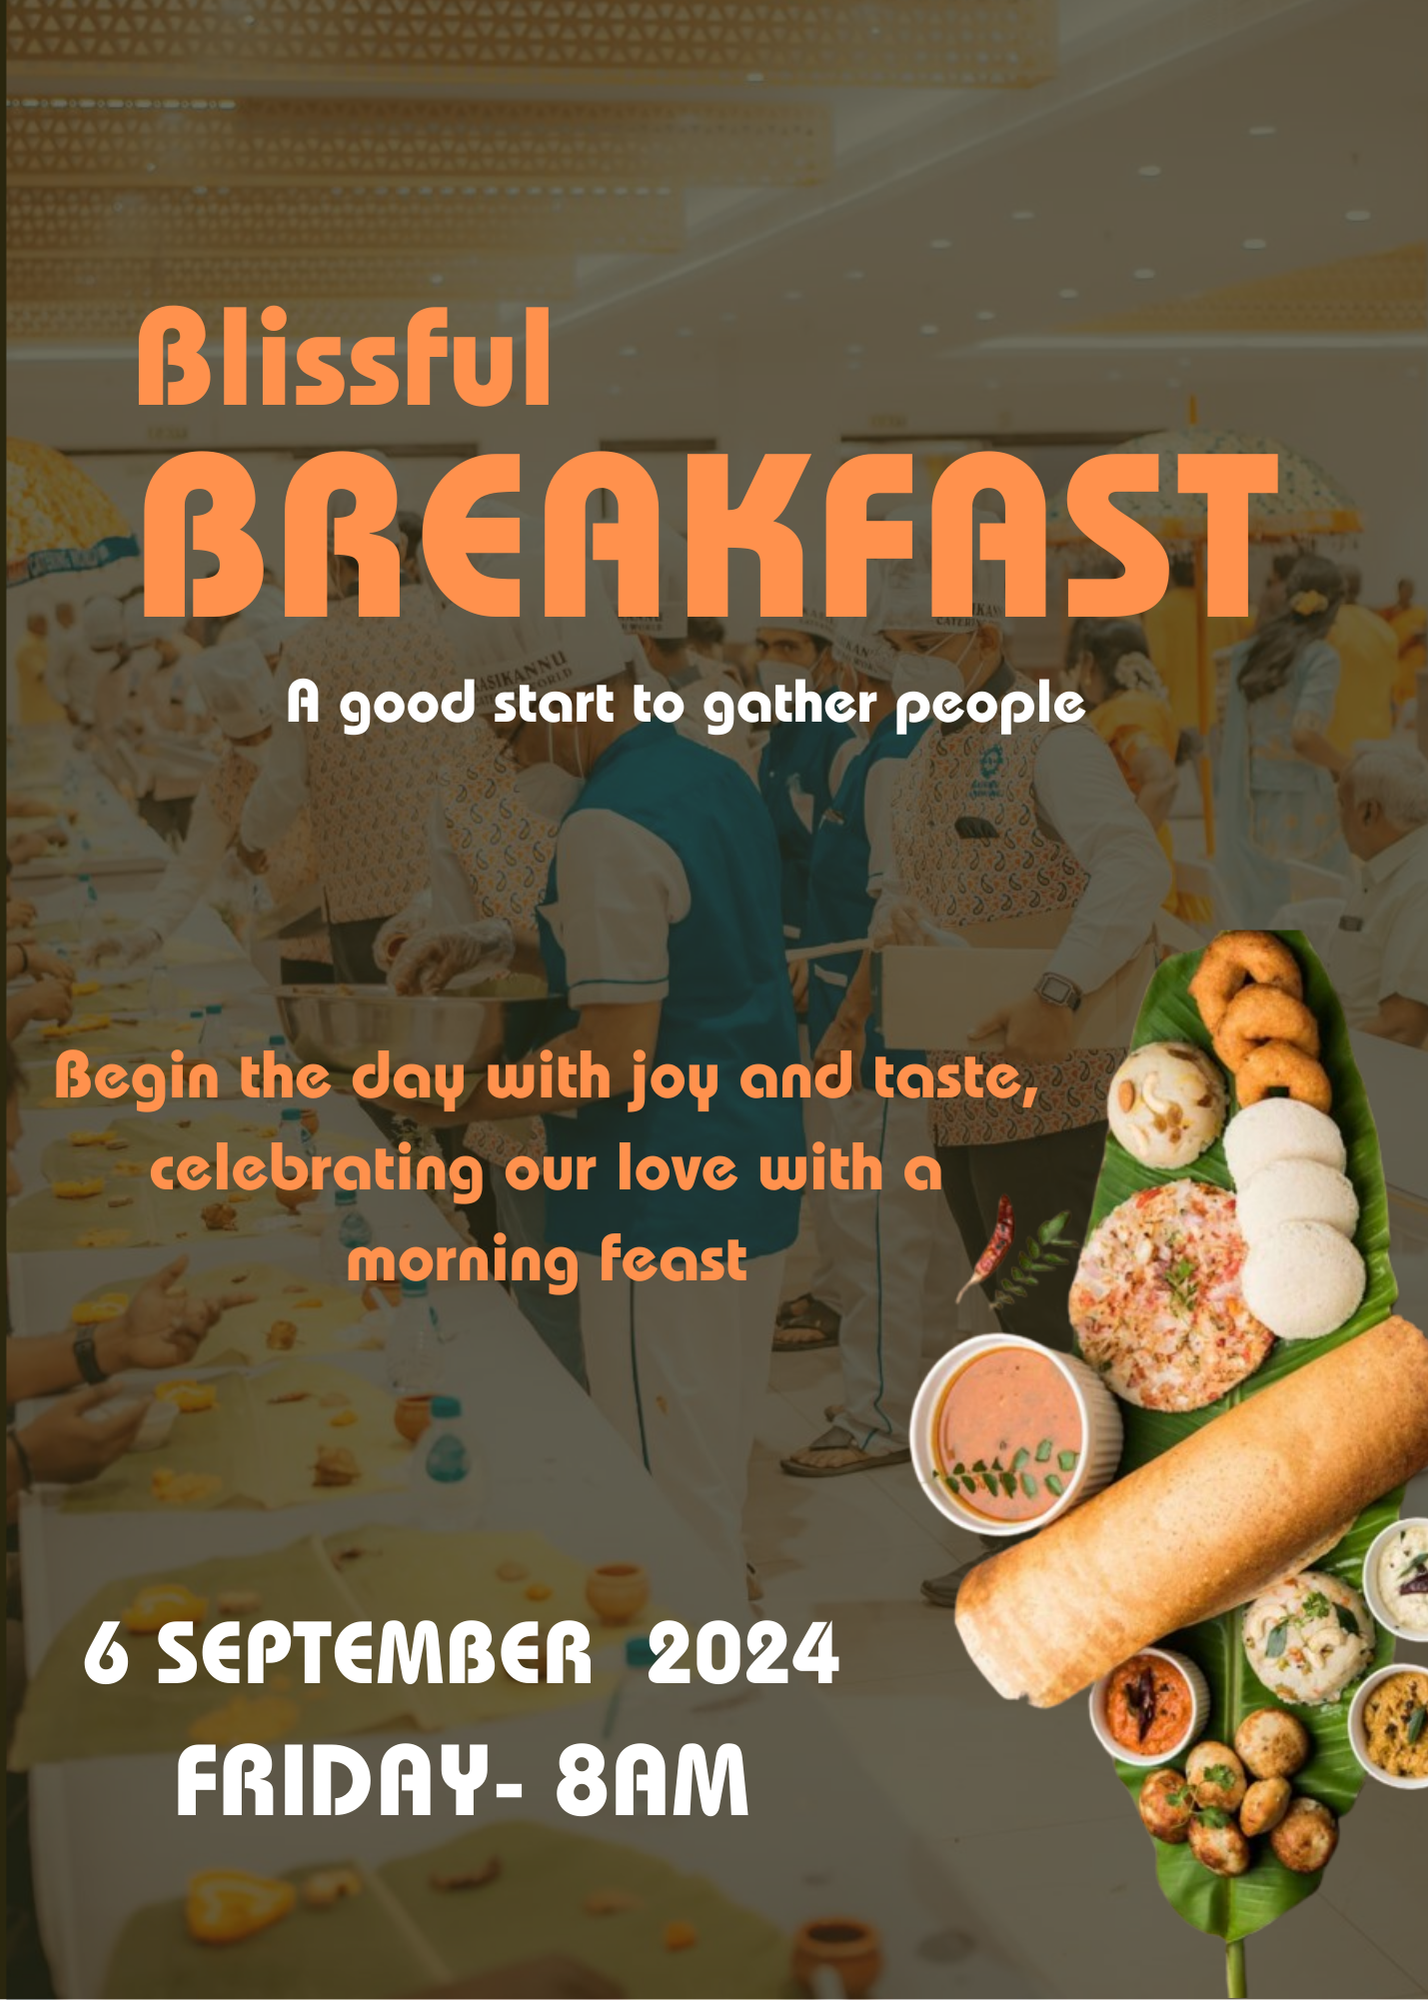 Blissful
BREAKFAST
A good start to gather people
Begin the day with joy and taste,
celebrating our love with a
morning feast
6 SEPTEMBER 2024
FRIDAY- 8AM